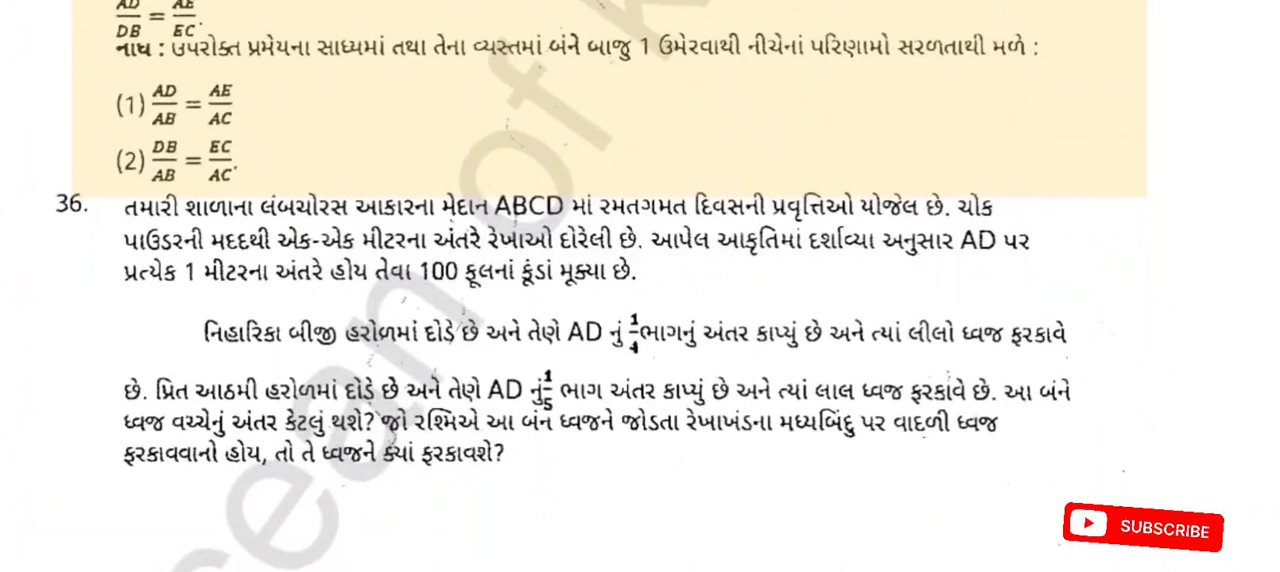 AD/DB = AE/EC.
નોંધ : ઉપરોક્ત પ્રમેયના સાધ્યમાં તથા તેના વ્યસ્તમાં બંને બાજુ 1 ઉમેરવાથી નીચેનાં પરિણામો સરળતાથી મળે :
(1) AD/AB = AE/AC
(2) DB/AB = EC/AC.
36. તમારી શાળાના લંબચોરસ આકારના મેદાન ABCD માં રમતગમત દિવસની પ્રવૃત્તિઓ યોજેલ છે. ચોક
પાઉડરની મદદથી એક-એક મીટરના અંતરે રેખાઓ દોરેલી છે. આપેલ આકૃતિમાં દર્શાવ્યા અનુસાર AD પર
પ્રત્યેક 1 મીટરના અંતરે હોય તેવા 100 ફૂલનાં કૂંડાં મૂક્યા છે.
નિહારિકા બીજી હરોળમાં દોડે છે અને તેણે AD નું 1/4 ભાગનું અંતર કાપ્યું છે અને ત્યાં લીલો ધ્વજ ફરકાવે
છે. પ્રિત આઠમી હરોળમાં દોડે છે અને તેણે AD નું 1/5 ભાગ અંતર કાપ્યું છે અને ત્યાં લાલ ધ્વજ ફરકાવે છે. આ બંને
ધ્વજ વચ્ચેનું અંતર કેટલું થશે? જો રશ્મિએ આ બંને ધ્વજને જોડતા રેખાખંડના મધ્યબિંદુ પર વાદળી ધ્વજ
ફરકાવવાનો હોય, તો તે ધ્વજને ક્યાં ફરકાવશે?
SUBSCRIBE